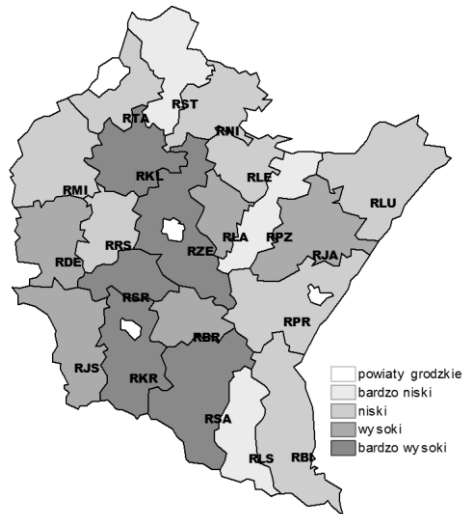 RST
RTA
RNI
RKL
RLE
RMI
RLU
RRS
RŁA
RPZ
RDE
RZE
RJA
RSR
RPR
RBR
RJS
RKR
RSA
RLS
RBI
powiaty grodzkie
bardzo niski
niski
wysoki
bardzo wysoki